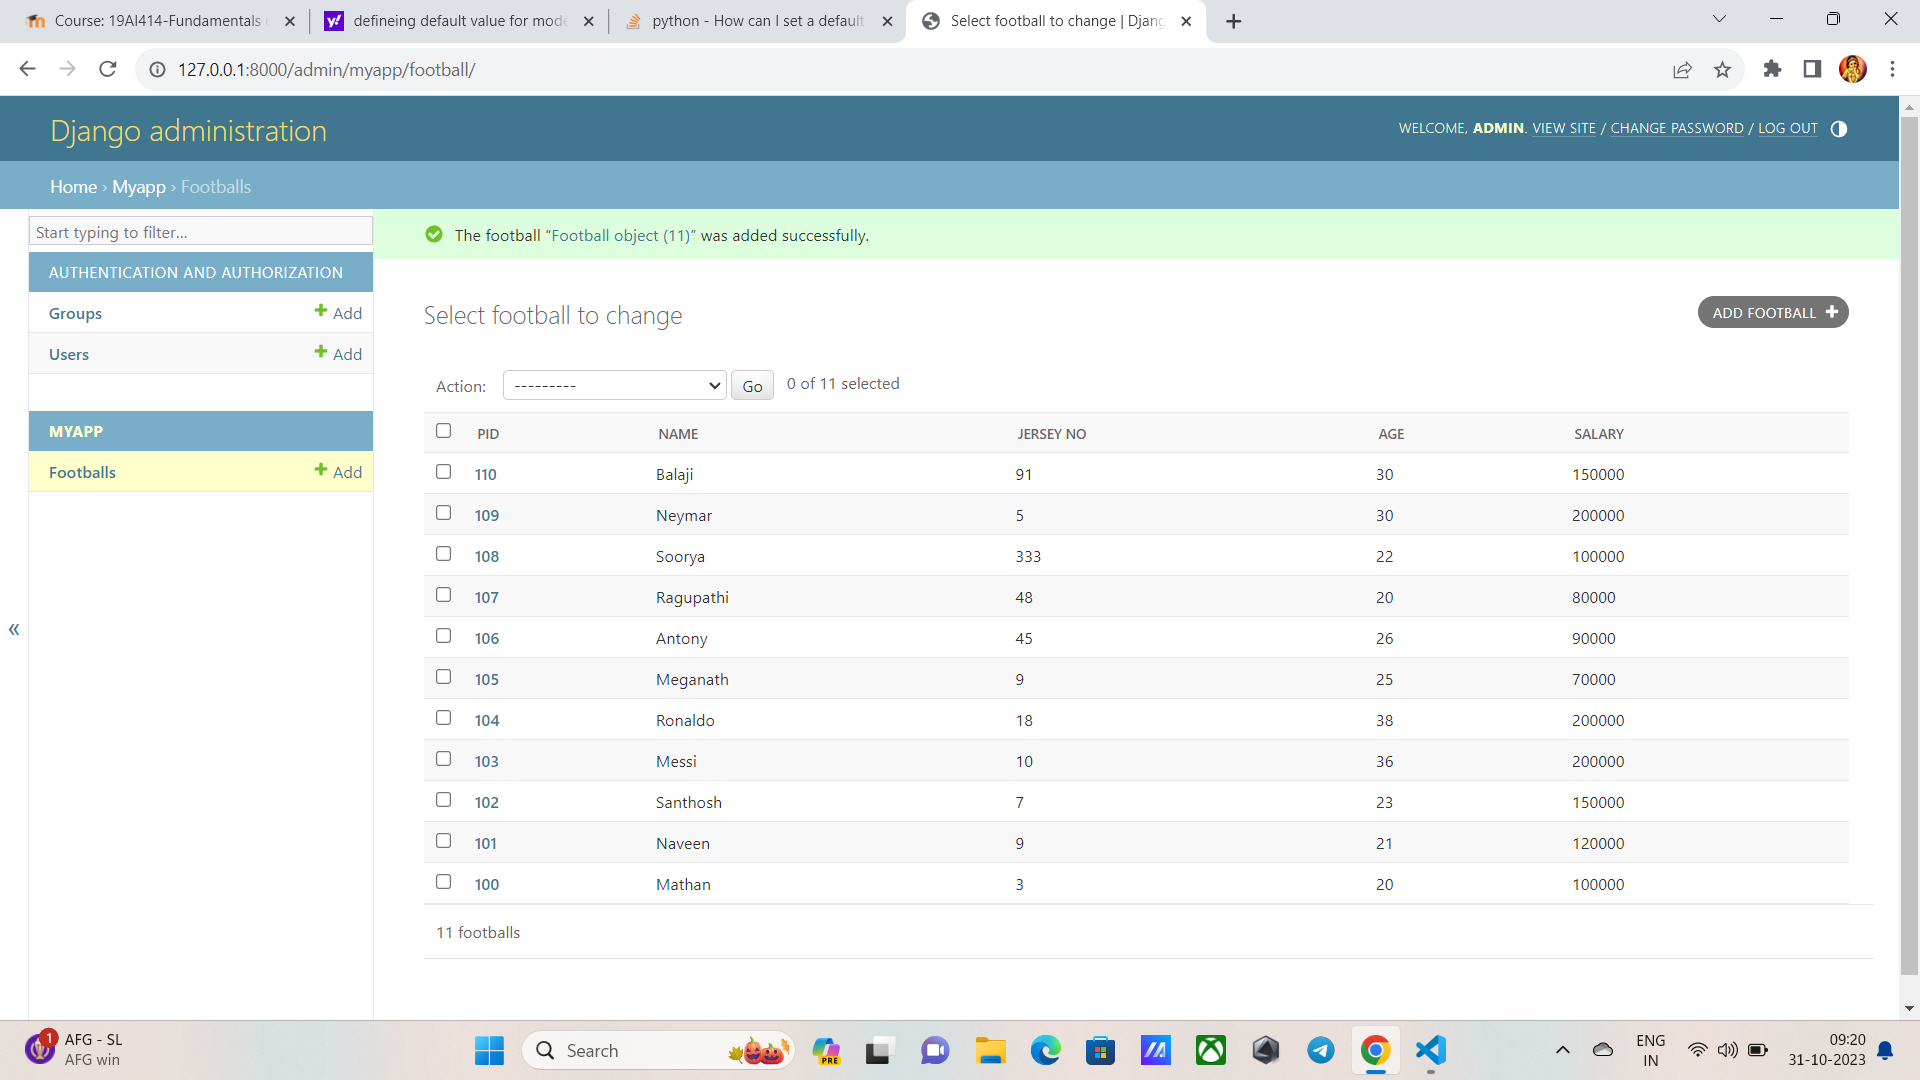 Course: 19AI414-Fundamentals
defineing default value for mode
python - How can I set a default
Select football to change | Djang
127.0.0.1:8000/admin/myapp/football/
Django administration
WELCOME, ADMIN. VIEW SITE / CHANGE PASSWORD / LOG OUT
Home › Myapp › Footballs
Start typing to filter...
AUTHENTICATION AND AUTHORIZATION
Groups Add
Users Add
MYAPP
Footballs Add
«
The football “Football object (11)” was added successfully.
Select football to change
ADD FOOTBALL
Action: --------- Go 0 of 11 selected
PID NAME JERSEY NO AGE SALARY
110 Balaji 91 30 150000
109 Neymar 5 30 200000
108 Soorya 333 22 100000
107 Ragupathi 48 20 80000
106 Antony 45 26 90000
105 Meganath 9 25 70000
104 Ronaldo 18 38 200000
103 Messi 10 36 200000
102 Santhosh 7 23 150000
101 Naveen 9 21 120000
100 Mathan 3 20 100000
11 footballs
1
AFG - SL
AFG win
Search
PRE
ENG
IN
09:20
31-10-2023